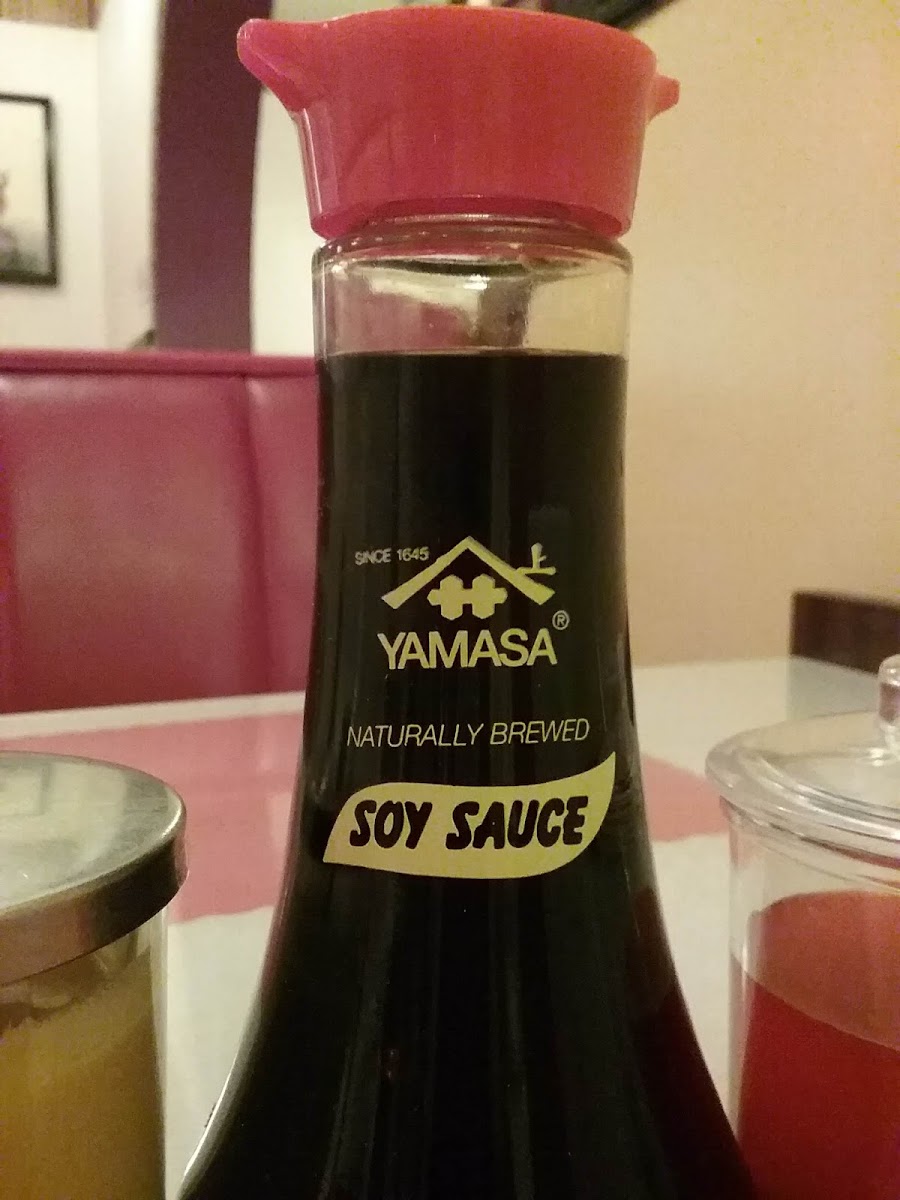 SINCE 1645
YAMASA®
NATURALLY BREWED
SOY SAUCE